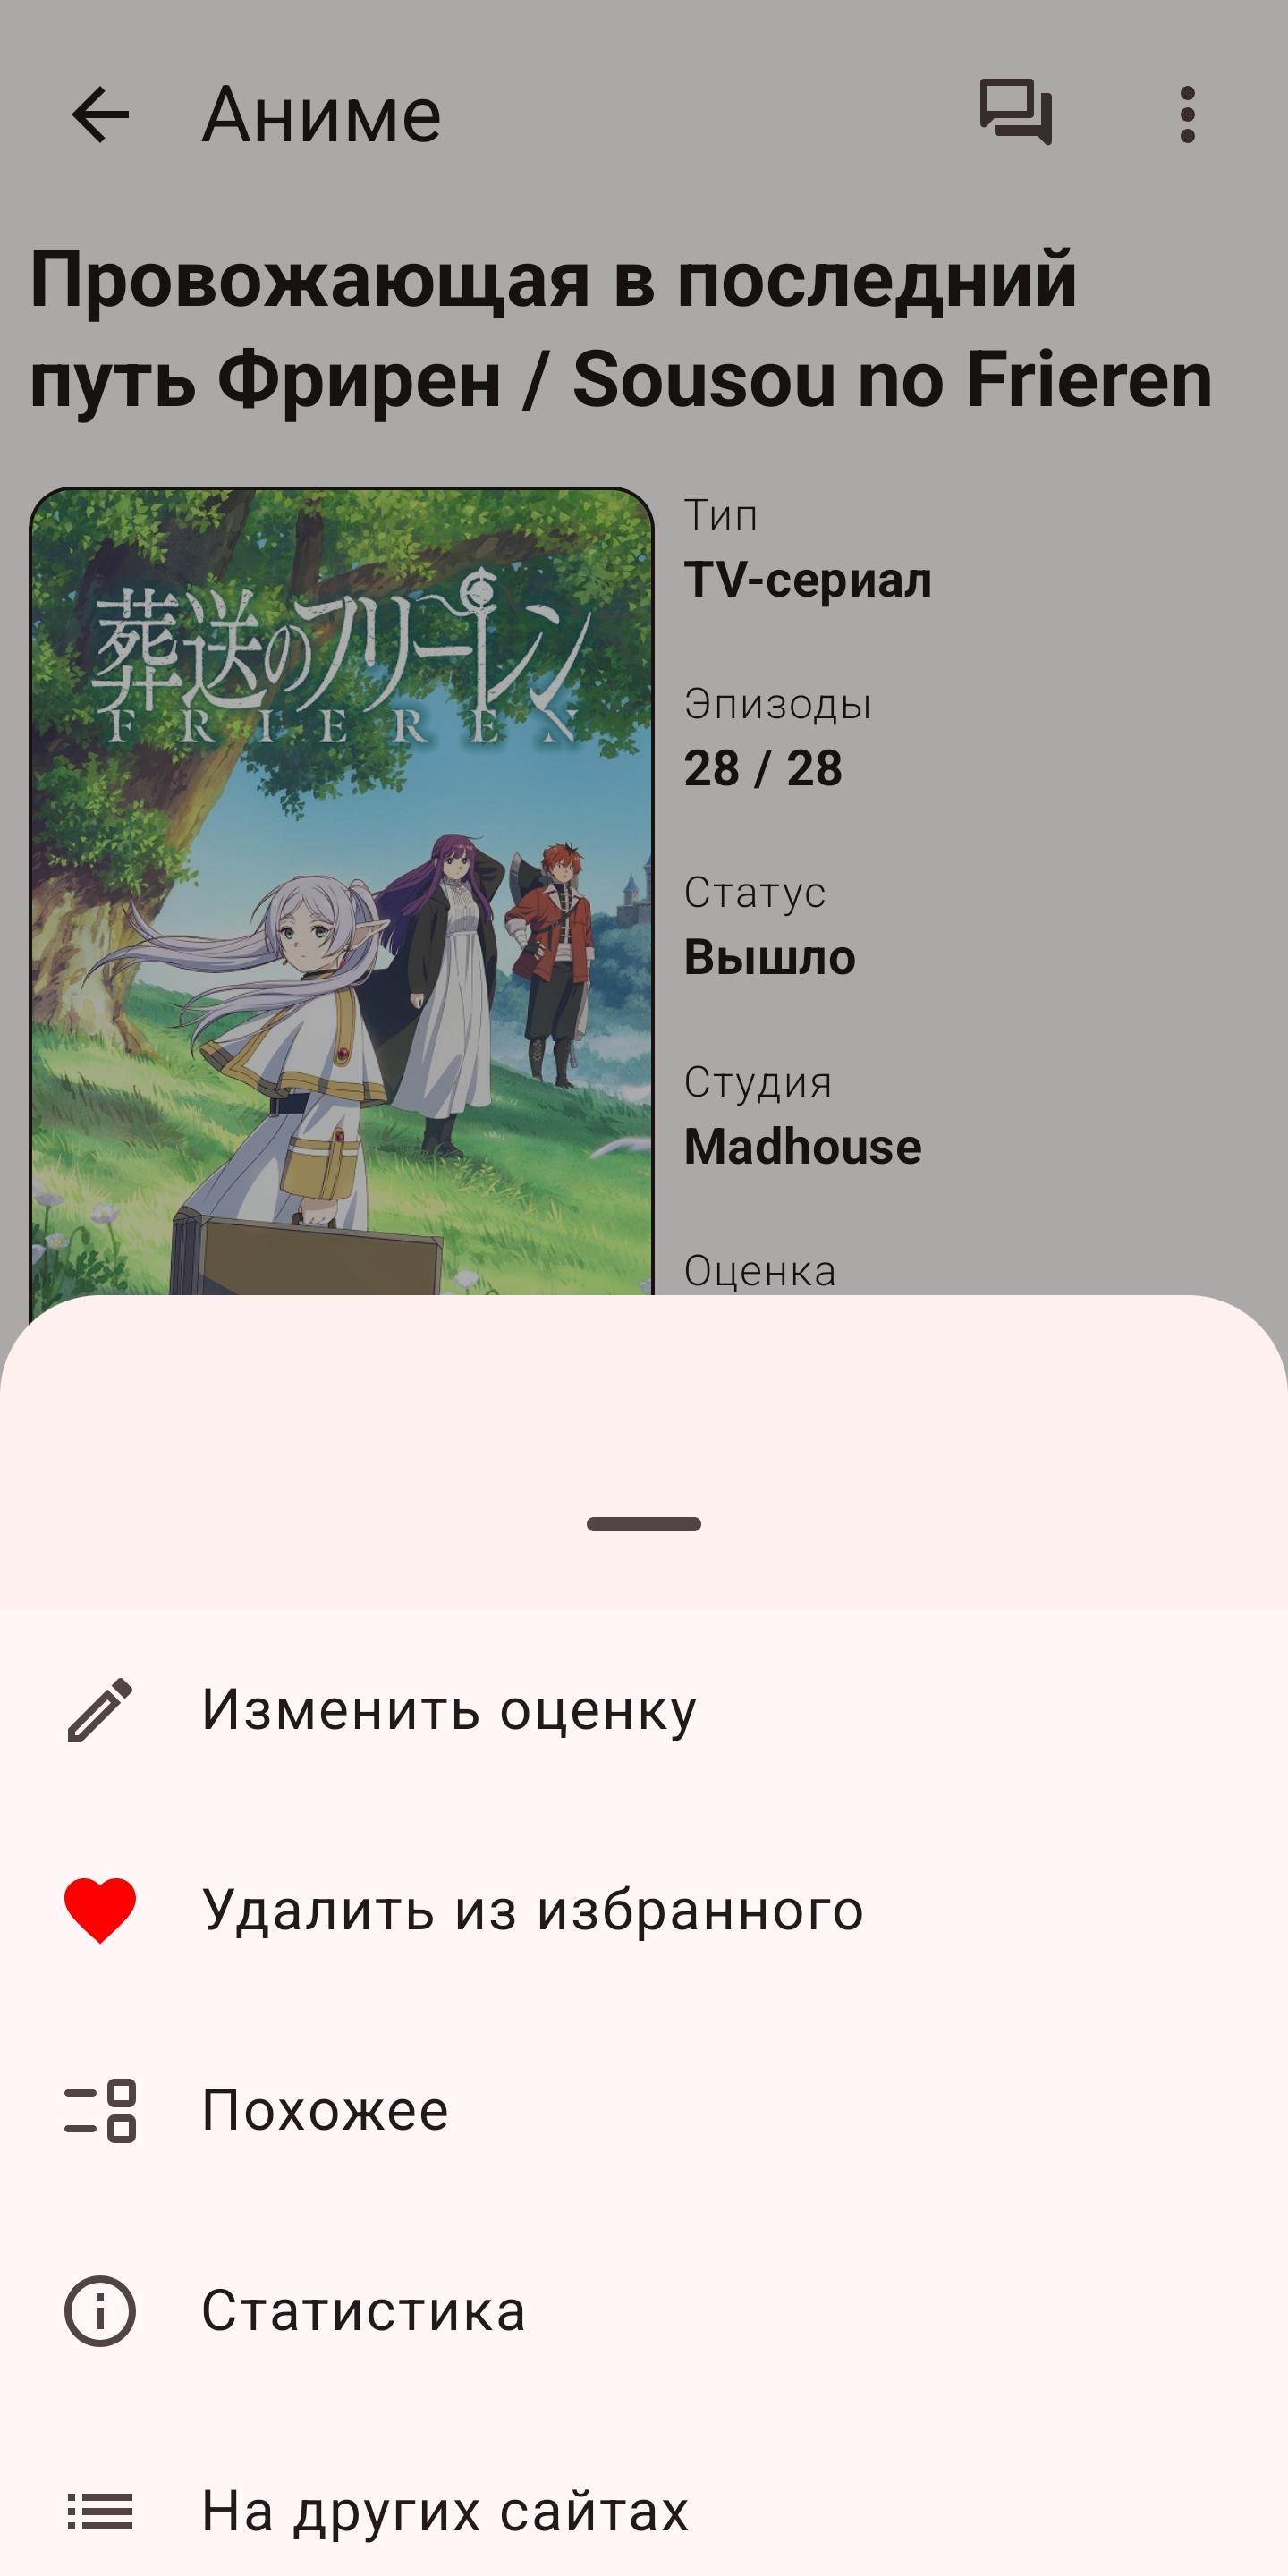 Аниме
Провожающая в последний
путь Фрирен / Sousou no Frieren
葬送のフリーレン
FRIEREN
Тип
TV-сериал
Эпизоды
28 / 28
Статус
Вышло
Студия
Madhouse
Оценка
Изменить оценку
Удалить из избранного
Похожее
Статистика
На других сайтах